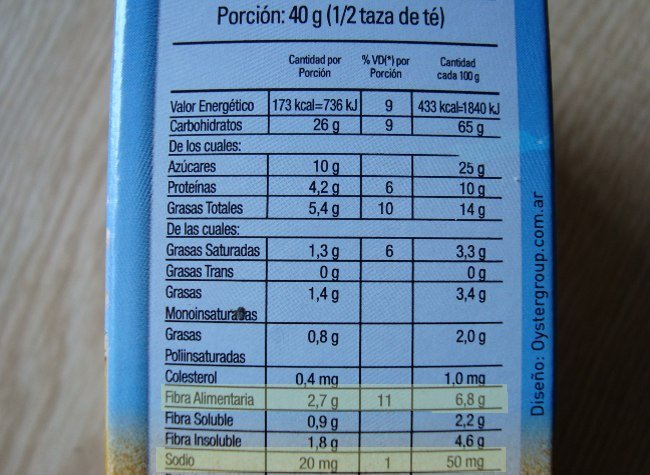 Porción: 40 g (1/2 taza de té)
Cantidad por Porción % VD(*) por Porción Cantidad cada 100 g
Valor Energético 173 kcal=736 kJ 9 433 kcal=1840 kJ
Carbohidratos 26 g 9 65 g
De los cuales:
Azúcares 10 g 25 g
Proteínas 4,2 g 6 10 g
Grasas Totales 5,4 g 10 14 g
De las cuales:
Grasas Saturadas 1,3 g 6 3,3 g
Grasas Trans 0 g 0 g
Grasas Monoinsaturadas 1,4 g 3,4 g
Grasas Poliinsaturadas 0,8 g 2,0 g
Colesterol 0,4 mg 1,0 mg
Fibra Alimentaria 2,7 g 11 6,8 g
Fibra Soluble 0,9 g 2,2 g
Fibra Insoluble 1,8 g 4,6 g
Sodio 20 mg 1 50 mg
Diseño: Oystergroup.com.ar